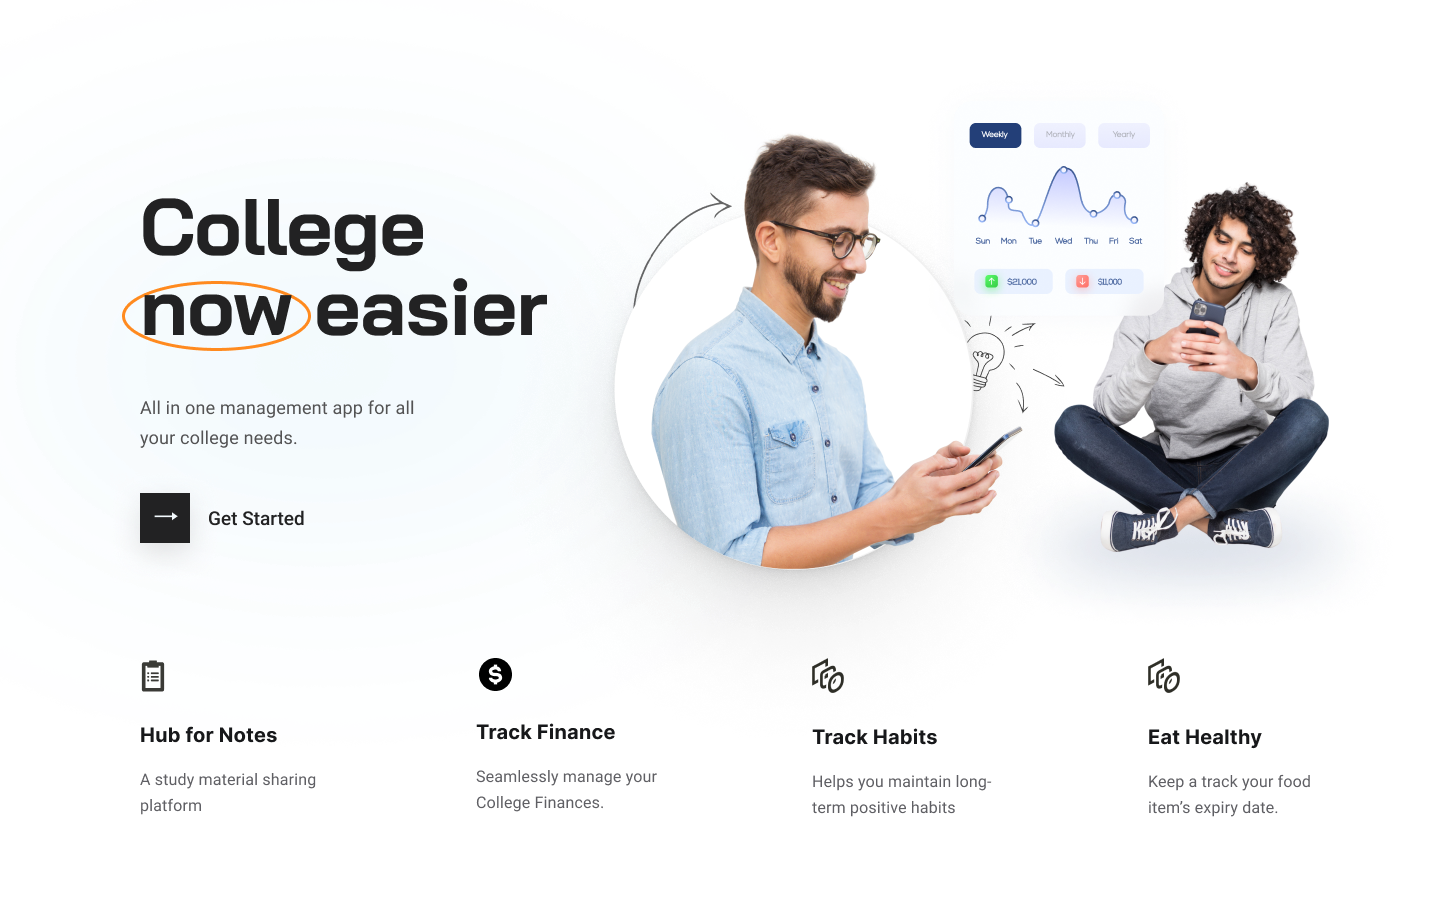 College
now easier
All in one management app for all
your college needs.
Get Started
Weekly Monthly Yearly
Sun Mon Tue Wed Thu Fri Sat
$21,000 $11,000
Hub for Notes
A study material sharing
platform
Track Finance
Seamlessly manage your
College Finances.
Track Habits
Helps you maintain long-
term positive habits
Eat Healthy
Keep a track your food
item’s expiry date.